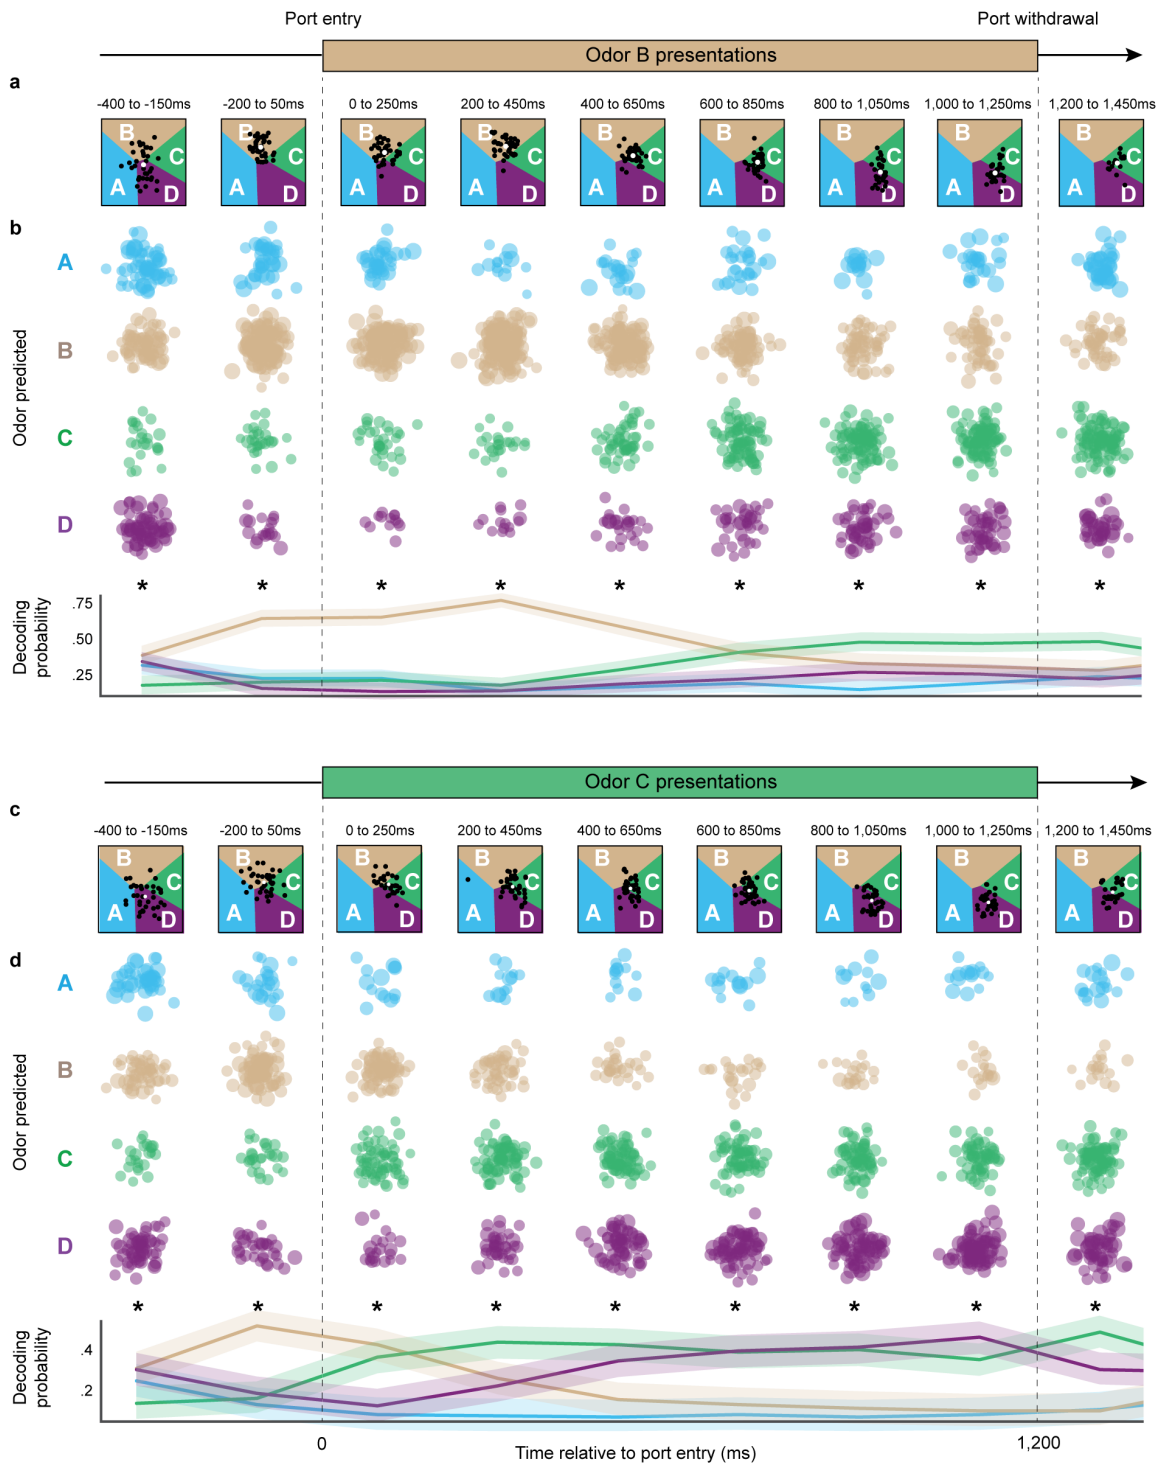 Port entry
Port withdrawal
Odor B presentations
a
-400 to -150ms
-200 to 50ms
0 to 250ms
200 to 450ms
400 to 650ms
600 to 850ms
800 to 1,050ms
1,000 to 1,250ms
1,200 to 1,450ms
B C A D
B C A D
B C A D
B C A D
B C A D
B C A D
B C A D
B C A D
B C A D
b
Odor predicted
A
B
C
D
* * * * * * * * *
Decoding
probability
.75
.50
.25
Odor C presentations
c
-400 to -150ms
-200 to 50ms
0 to 250ms
200 to 450ms
400 to 650ms
600 to 850ms
800 to 1,050ms
1,000 to 1,250ms
1,200 to 1,450ms
B C A D
B C A D
B C A D
B C A D
B C A D
B C A D
B C A D
B C A D
B C A D
d
Odor predicted
A
B
C
D
* * * * * * * * *
Decoding
probability
.4
.2
0
1,200
Time relative to port entry (ms)